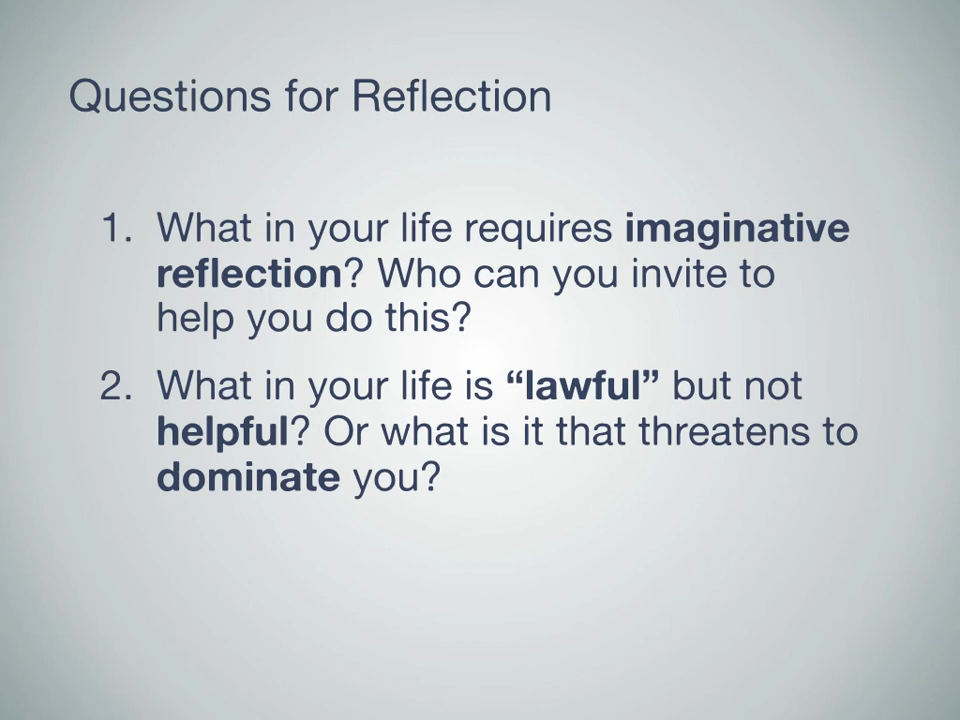 Questions for Reflection
1. What in your life requires imaginative
reflection? Who can you invite to
help you do this?
2. What in your life is “lawful” but not
helpful? Or what is it that threatens to
dominate you?